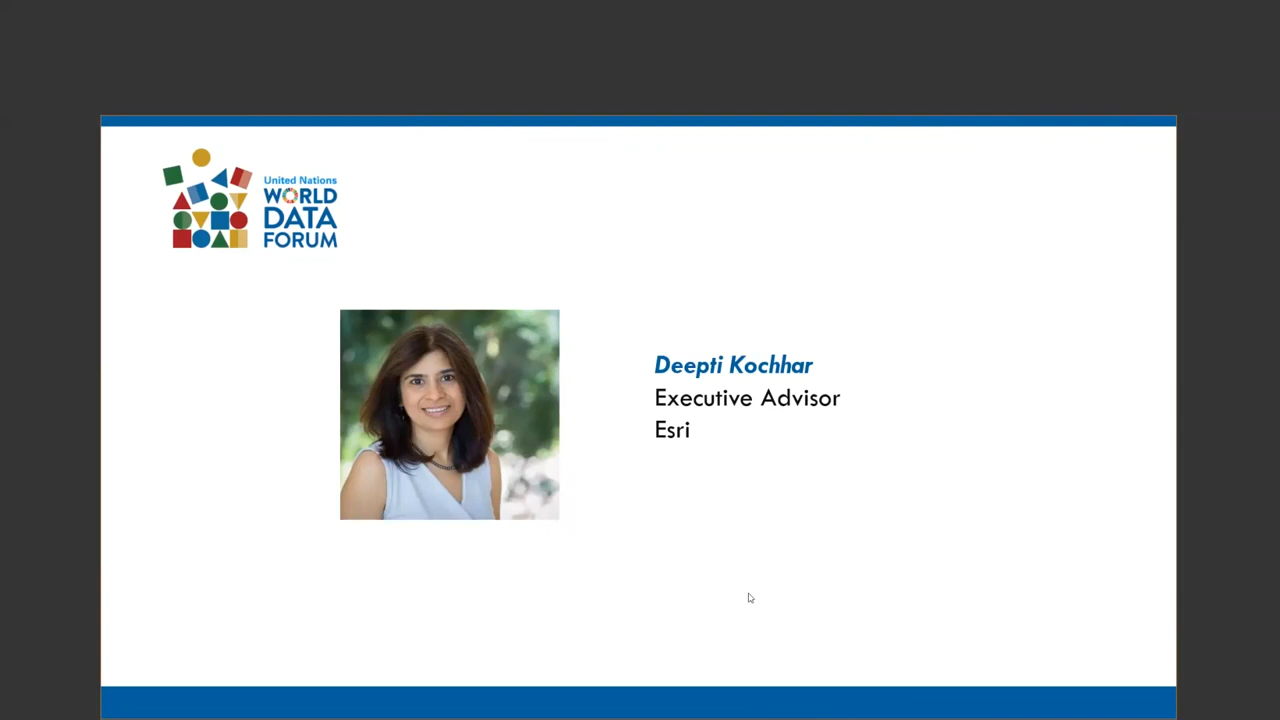 United Nations
WORLD
DATA
FORUM
Deepti Kochhar
Executive Advisor
Esri